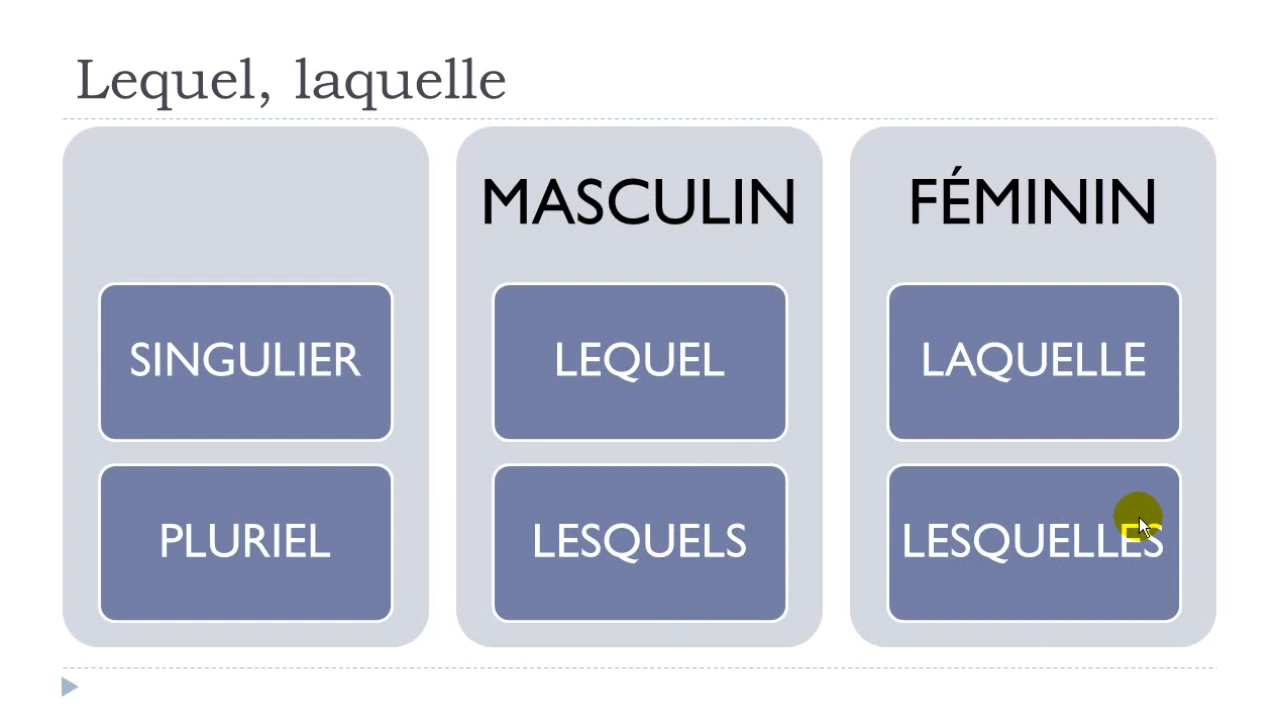 Lequel, laquelle
MASCULIN
FÉMININ
SINGULIER
LEQUEL
LAQUELLE
PLURIEL
LESQUELS
LESQUELLES